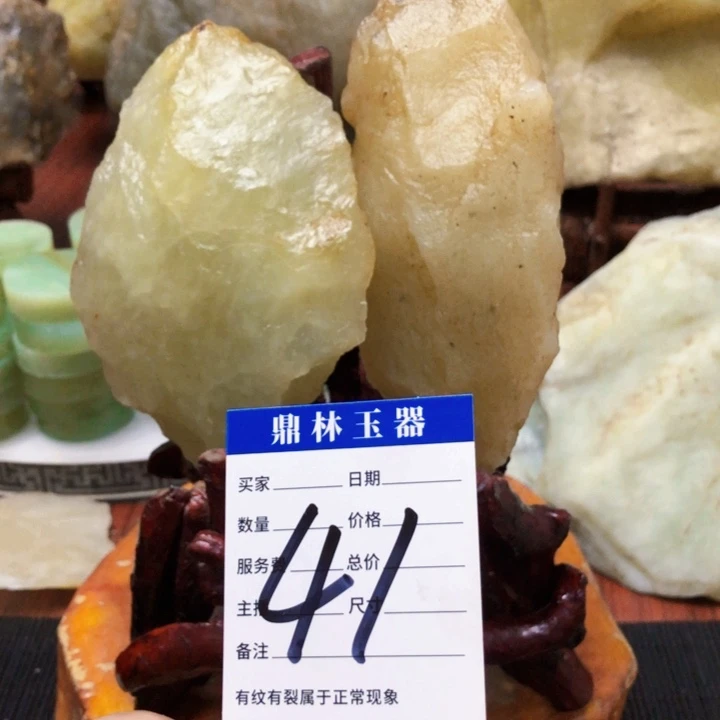 鼎林玉器
买家 日期
数量 价格
服务费 总价
主播 尺寸
备注
41
有纹有裂属于正常现象